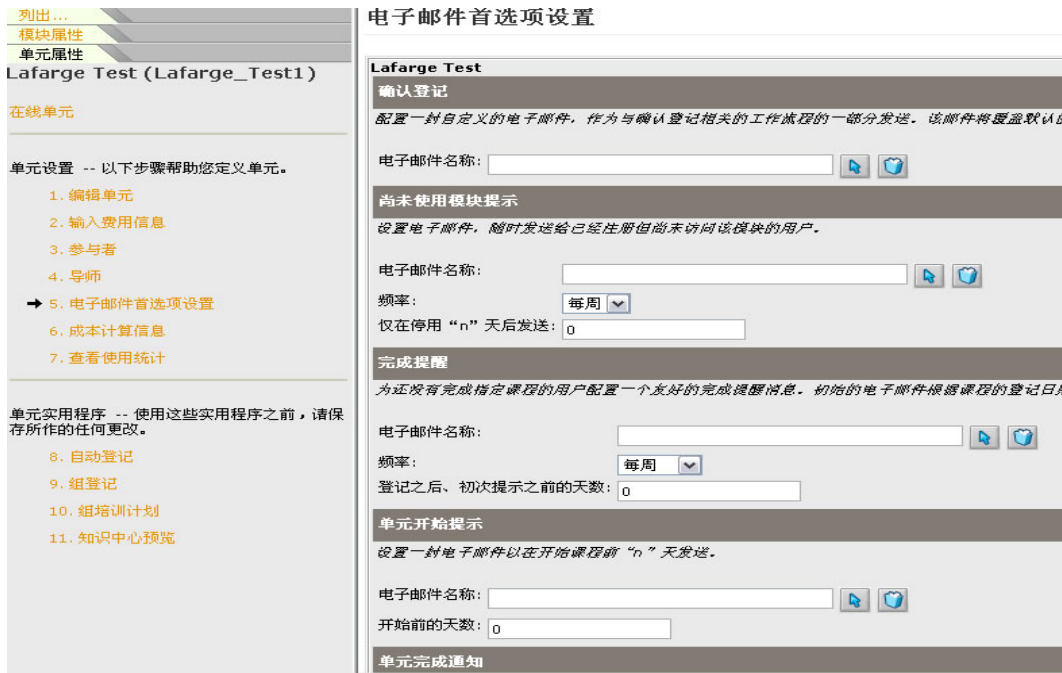 列出...
模块属性
单元属性
Lafarge Test (Lafarge_Test1)
在线单元
单元设置 -- 以下步骤帮助您定义单元。
1. 编辑单元
2. 输入费用信息
3. 参与者
4. 导师
5. 电子邮件首选项设置
6. 成本计算信息
7. 查看使用统计
单元实用程序 -- 使用这些实用程序之前，请保
存所作的任何更改。
8. 自动登记
9. 组登记
10. 组培训计划
11. 知识中心预览
电子邮件首选项设置
Lafarge Test
确认登记
配置一封自定义的电子邮件，作为与确认登记相关的工作流程的一部分发送。该邮件将覆盖默认的
电子邮件名称：
尚未使用模块提示
设置电子邮件，随时发送给已经注册但尚未访问该模块的用户。
电子邮件名称：
频率： 每周
仅在停用“n”天后发送： 0
完成提醒
为还没有完成指定课程的用户配置一个友好的完成提醒消息。初始的电子邮件根据课程的登记日期
电子邮件名称：
频率： 每周
登记之后、初次提示之前的天数： 0
单元开始提示
设置一封电子邮件以在开始课程前“n”天发送。
电子邮件名称：
开始前的天数： 0
单元完成通知